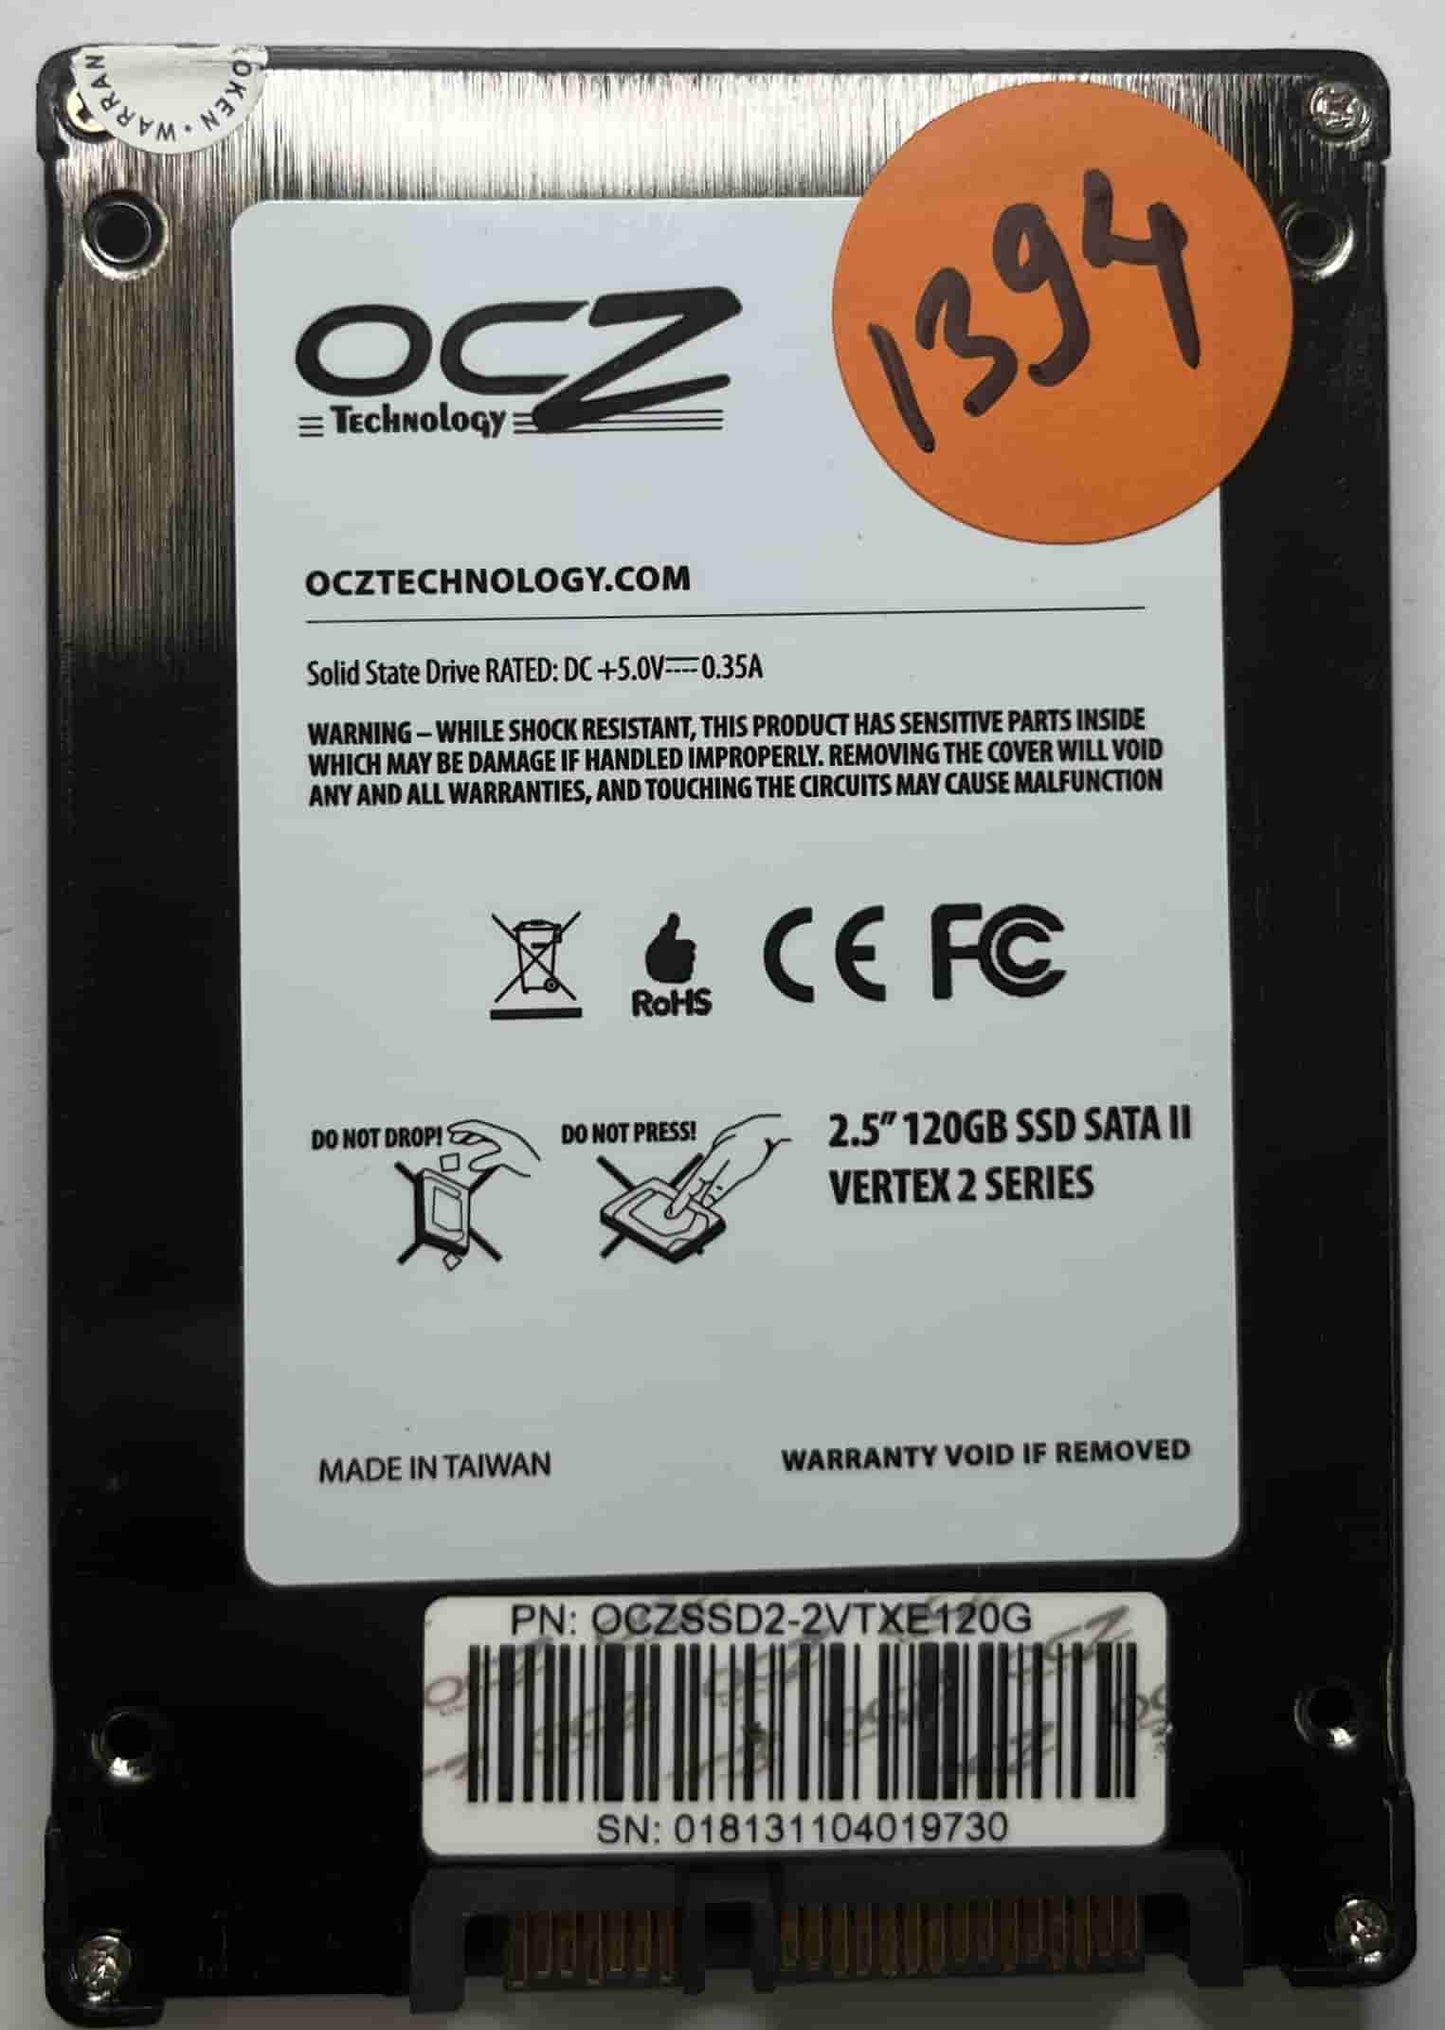 OKEN • WARRAN
1394
OCZ
Technology
OCZTECHNOLOGY.COM
Solid State Drive RATED: DC +5.0V⎓0.35A
WARNING – WHILE SHOCK RESISTANT, THIS PRODUCT HAS SENSITIVE PARTS INSIDE
WHICH MAY BE DAMAGE IF HANDLED IMPROPERLY. REMOVING THE COVER WILL VOID
ANY AND ALL WARRANTIES, AND TOUCHING THE CIRCUITS MAY CAUSE MALFUNCTION
RoHS CE FC
DO NOT DROP! DO NOT PRESS! 2.5" 120GB SSD SATA II
VERTEX 2 SERIES
MADE IN TAIWAN WARRANTY VOID IF REMOVED
PN: OCZSSD2-2VTXE120G
SN: 018131104019730